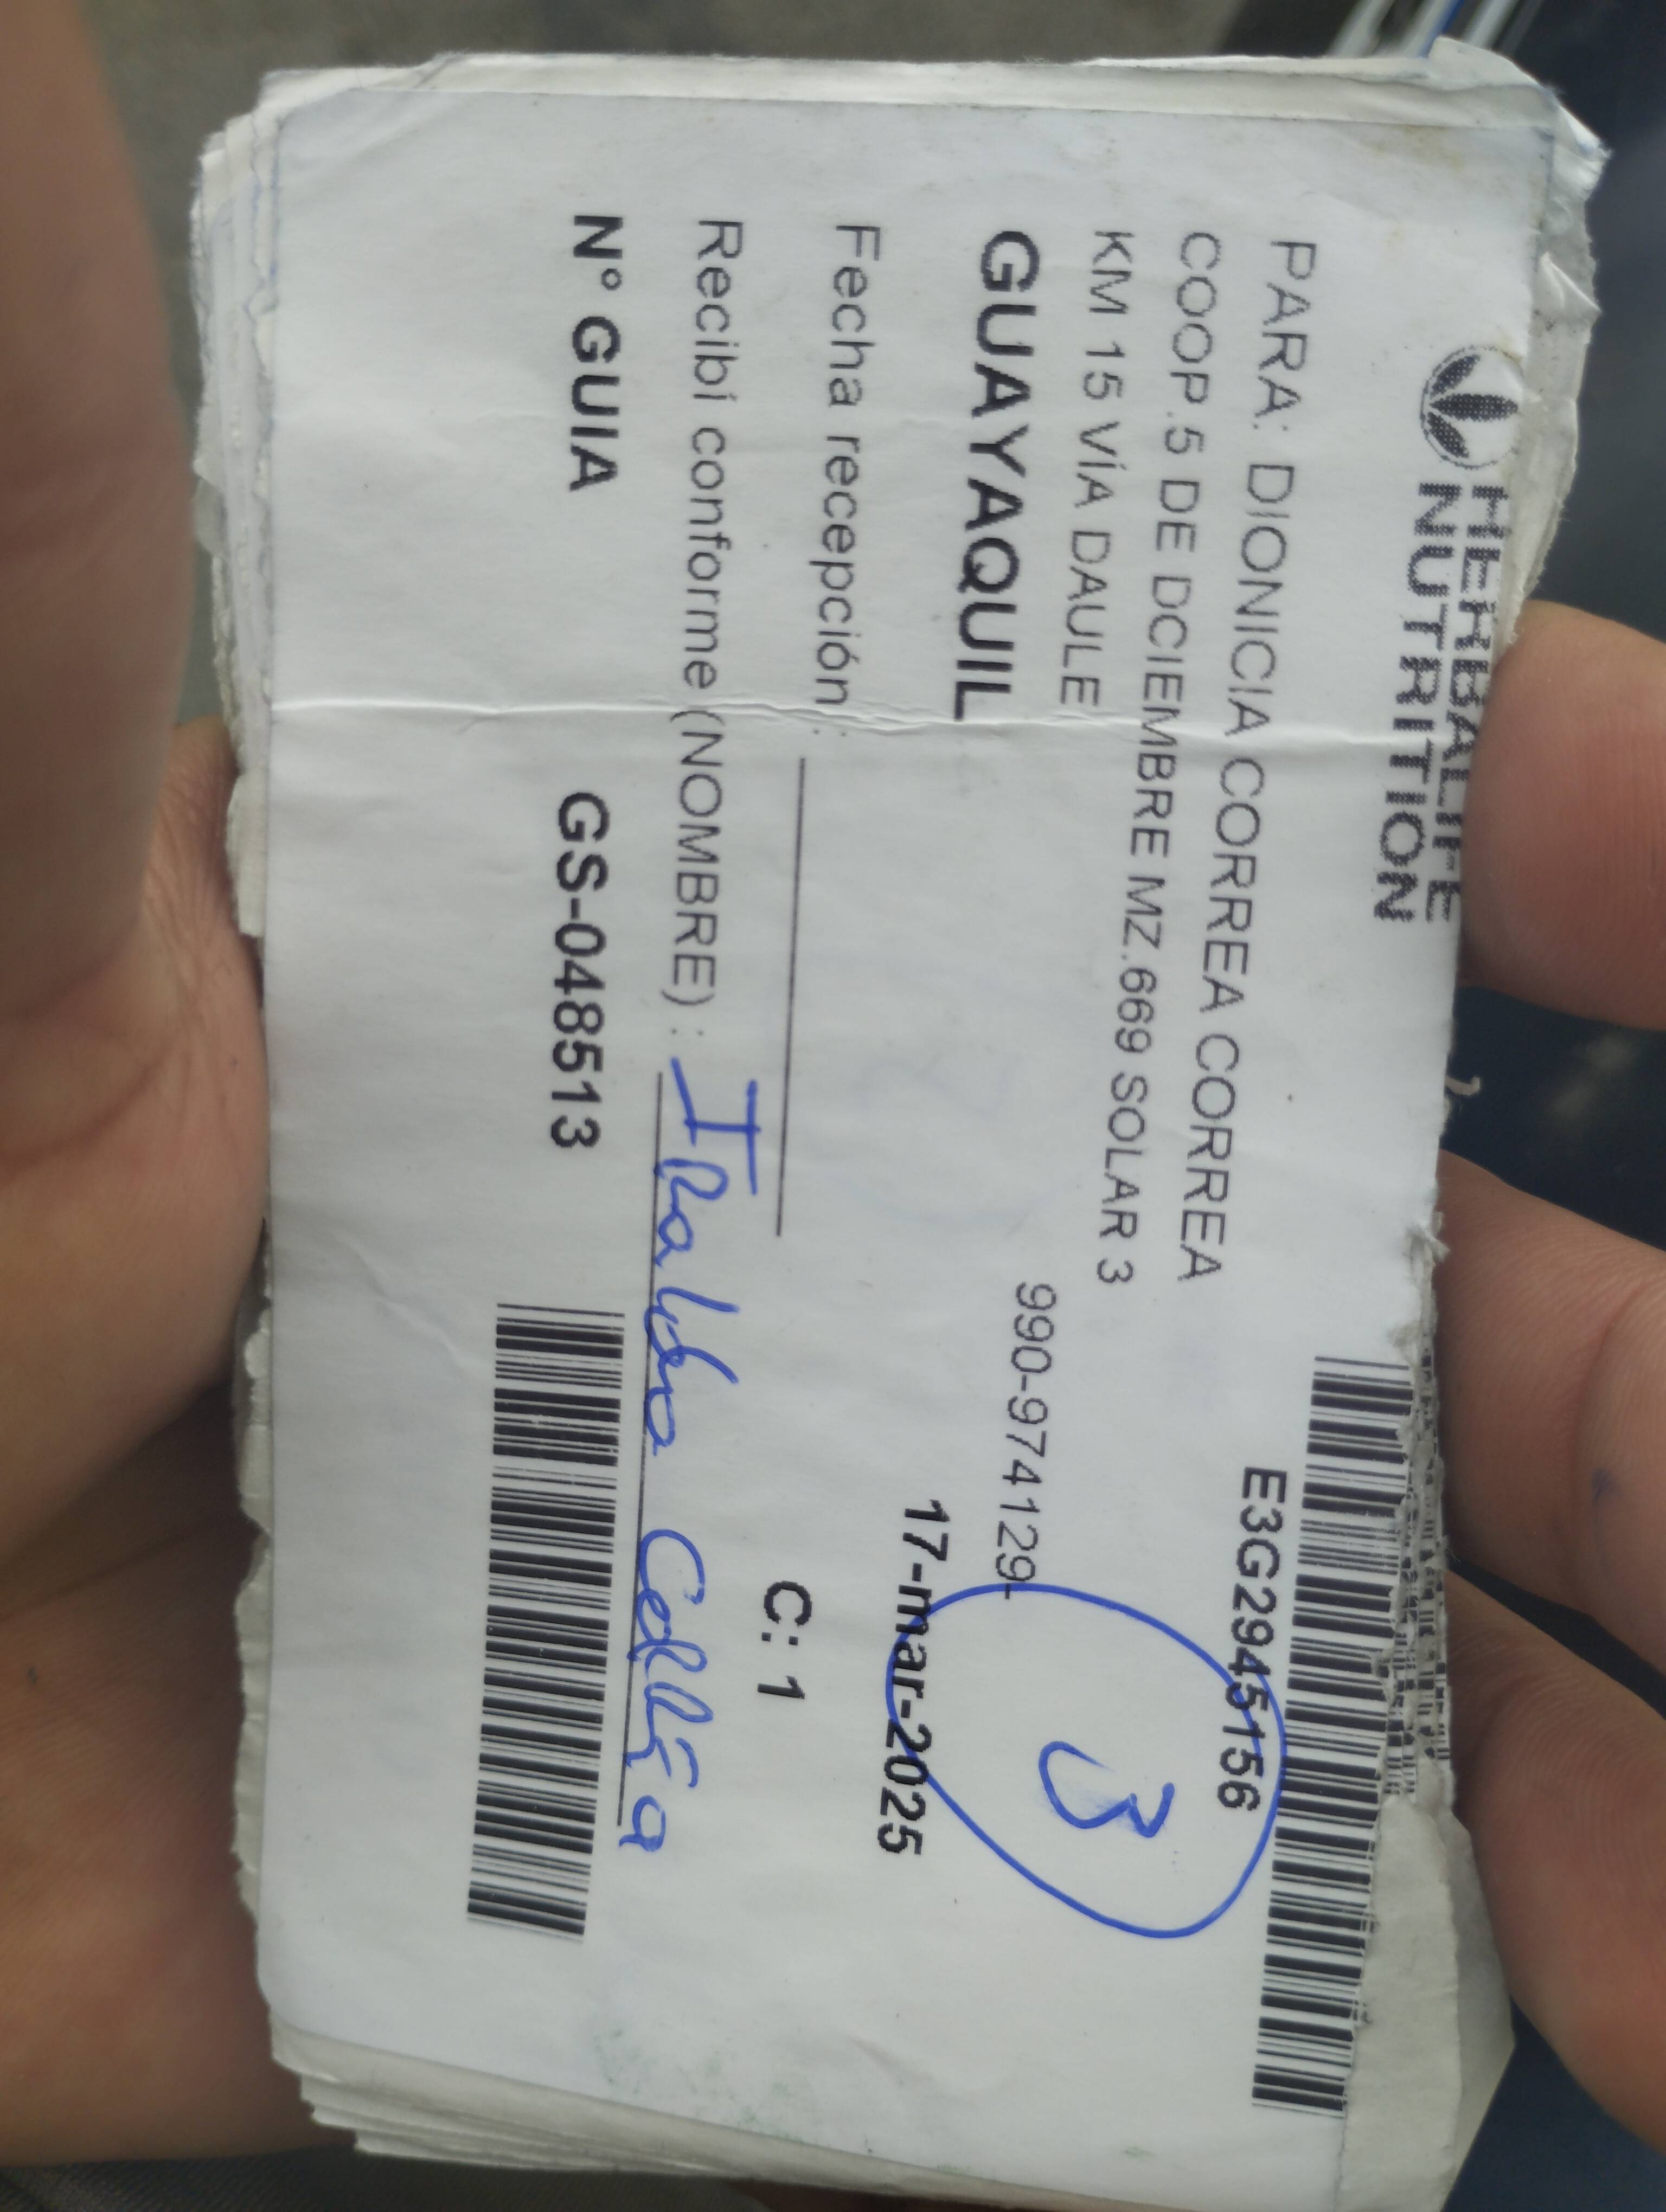 HERBALIFE
NUTRITION
E3G2945156
PARA: DIONICIA CORREA CORREA
COOP.5 DE DCIEMBRE MZ.669 SOLAR 3
KM 15 VÍA DAULE
990-974129-
3
GUAYAQUIL
17-mar-2025
Fecha recepción :
C: 1
Recibí conforme (NOMBRE) :
N° GUIA GS-048513